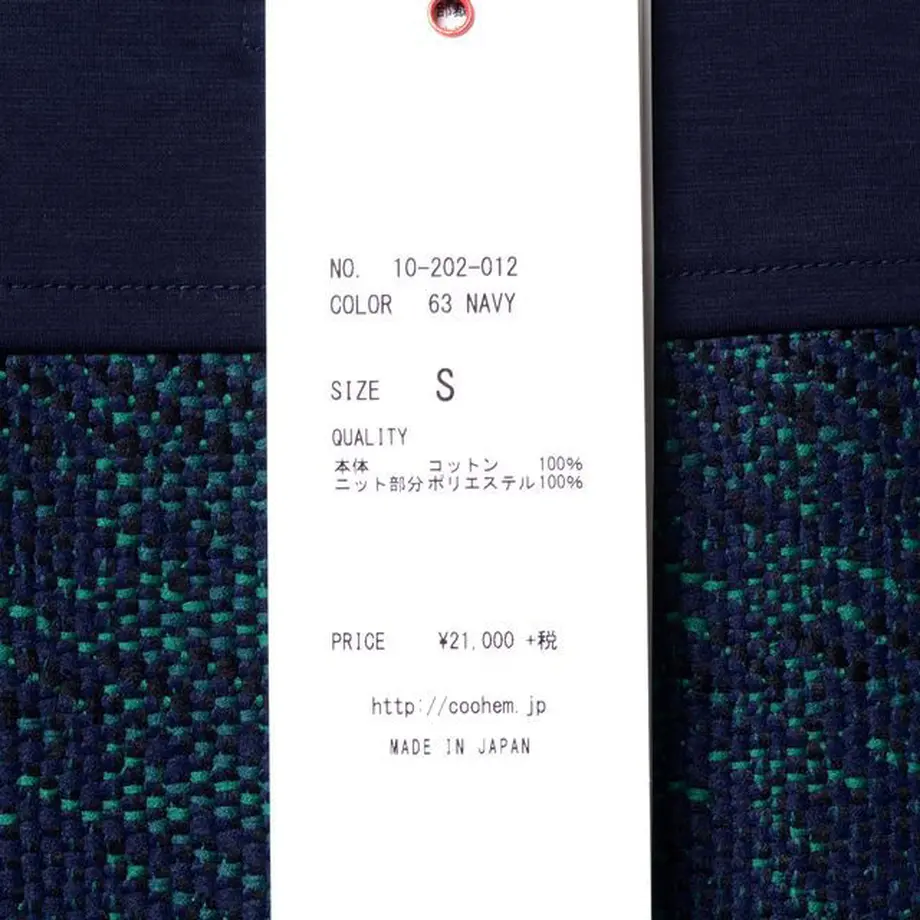 NO. 10-202-012
COLOR 63 NAVY
SIZE S
QUALITY
本体 コットン 100%
ニット部分 ポリエステル 100%
PRICE ¥21,000 +税
http://coohem.jp
MADE IN JAPAN